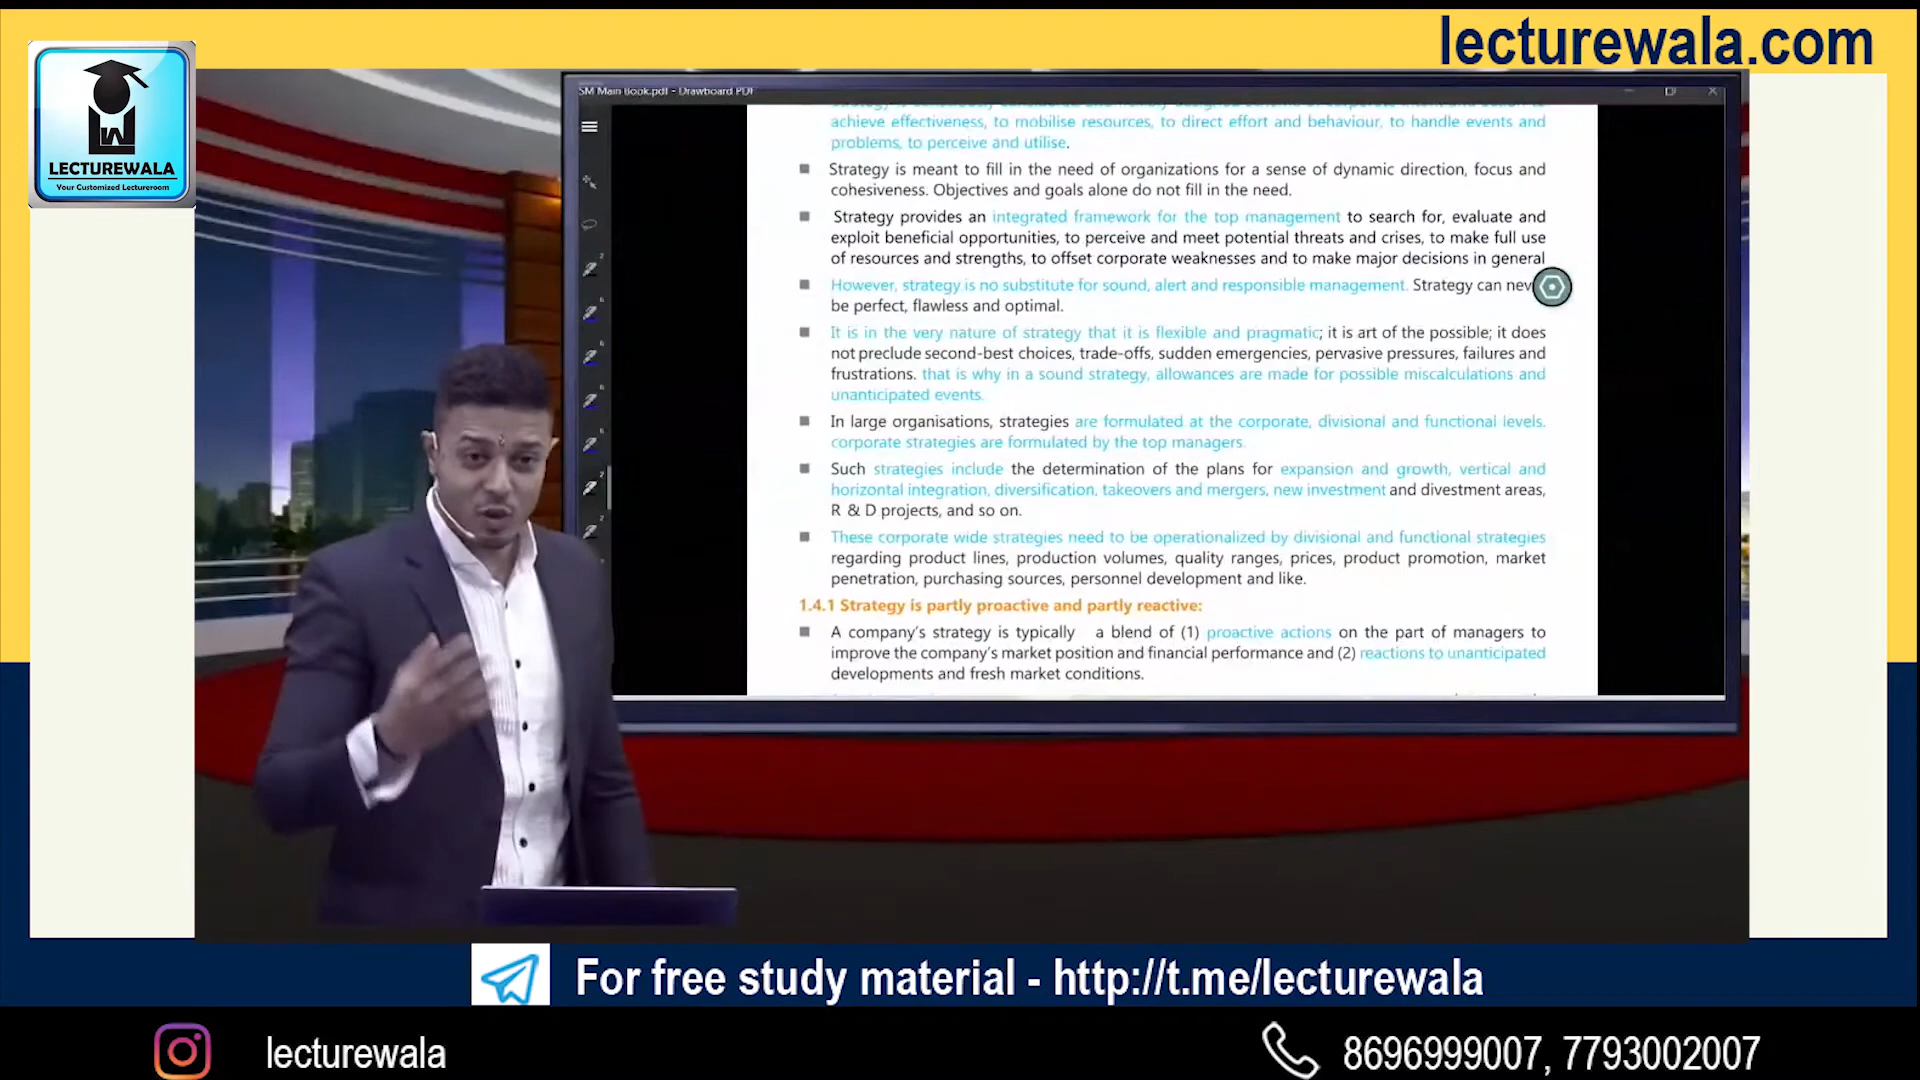 lecturewala.com
LW
LECTUREWALA
Your Customized Lectureroom
SM Main Book.pdf - Drawboard PDF
achieve effectiveness, to mobilise resources, to direct effort and behaviour, to handle events and
problems, to perceive and utilise.
Strategy is meant to fill in the need of organizations for a sense of dynamic direction, focus and
cohesiveness. Objectives and goals alone do not fill in the need.
Strategy provides an integrated framework for the top management to search for, evaluate and
exploit beneficial opportunities, to perceive and meet potential threats and crises, to make full use
of resources and strengths, to offset corporate weaknesses and to make major decisions in general
However, strategy is no substitute for sound, alert and responsible management. Strategy can nev
be perfect, flawless and optimal.
It is in the very nature of strategy that it is flexible and pragmatic; it is art of the possible; it does
not preclude second-best choices, trade-offs, sudden emergencies, pervasive pressures, failures and
frustrations. that is why in a sound strategy, allowances are made for possible miscalculations and
unanticipated events.
In large organisations, strategies are formulated at the corporate, divisional and functional levels.
corporate strategies are formulated by the top managers.
Such strategies include the determination of the plans for expansion and growth, vertical and
horizontal integration, diversification, takeovers and mergers, new investment and divestment areas,
R & D projects, and so on.
These corporate wide strategies need to be operationalized by divisional and functional strategies
regarding product lines, production volumes, quality ranges, prices, product promotion, market
penetration, purchasing sources, personnel development and like.
1.4.1 Strategy is partly proactive and partly reactive:
A company's strategy is typically a blend of (1) proactive actions on the part of managers to
improve the company's market position and financial performance and (2) reactions to unanticipated
developments and fresh market conditions.
For free study material - http://t.me/lecturewala
lecturewala
8696999007, 7793002007